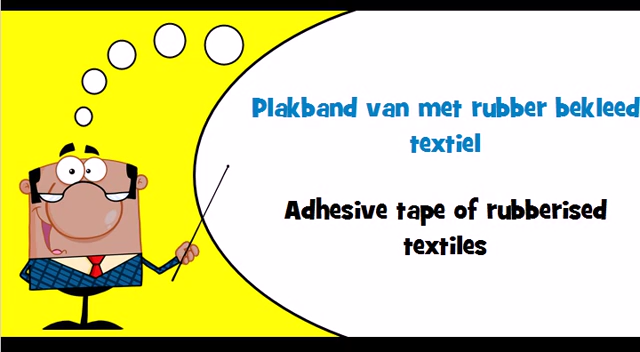 Plakband van met rubber bekleed
textiel
Adhesive tape of rubberised
textiles